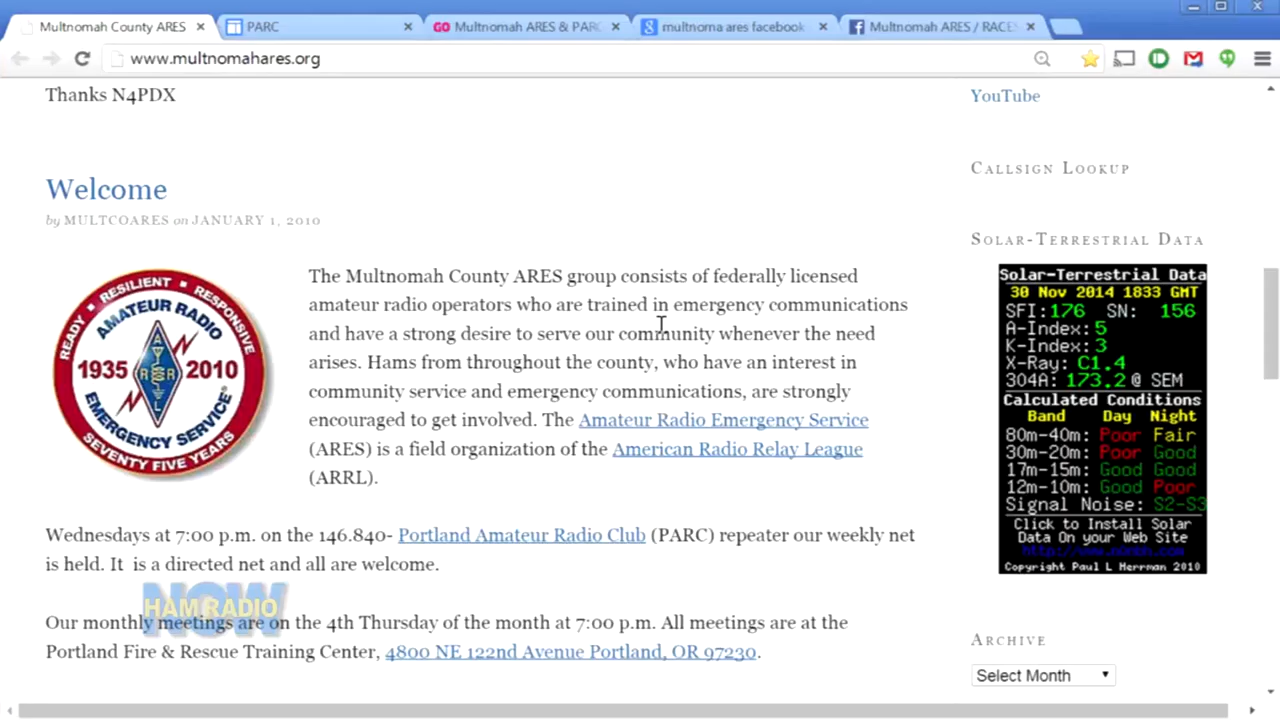 Multnomah County ARES
PARC
GO Multnomah ARES & PARC
multnoma ares facebook
Multnomah ARES / RACES
www.multnomahares.org
Thanks N4PDX
YouTube
CALLSIGN LOOKUP
Welcome
by MULTCOARES on JANUARY 1, 2010
SOLAR-TERRESTRIAL DATA
READY • RESILIENT • RESPONSIVE
AMATEUR RADIO
1935 2010
A R R L
EMERGENCY SERVICE
SEVENTY FIVE YEARS
The Multnomah County ARES group consists of federally licensed
amateur radio operators who are trained in emergency communications
and have a strong desire to serve our community whenever the need
arises. Hams from throughout the county, who have an interest in
community service and emergency communications, are strongly
encouraged to get involved. The Amateur Radio Emergency Service
(ARES) is a field organization of the American Radio Relay League
(ARRL).
Solar-Terrestrial Data
30 Nov 2014 1833 GMT
SFI:176 SN: 156
A-Index: 5
K-Index: 3
X-Ray: C1.4
304A: 173.2 @ SEM
Calculated Conditions
Band Day Night
80m-40m: Poor Fair
30m-20m: Poor Good
17m-15m: Good Good
12m-10m: Good Poor
Signal Noise: S2-S3
Click to Install Solar
Data On your Web Site
Copyright Paul L Herrman 2010
Wednesdays at 7:00 p.m. on the 146.840- Portland Amateur Radio Club (PARC) repeater our weekly net
is held. It is a directed net and all are welcome.
HAM RADIO
NOW
Our monthly meetings are on the 4th Thursday of the month at 7:00 p.m. All meetings are at the
Portland Fire & Rescue Training Center, 4800 NE 122nd Avenue Portland, OR 97230.
ARCHIVE
Select Month